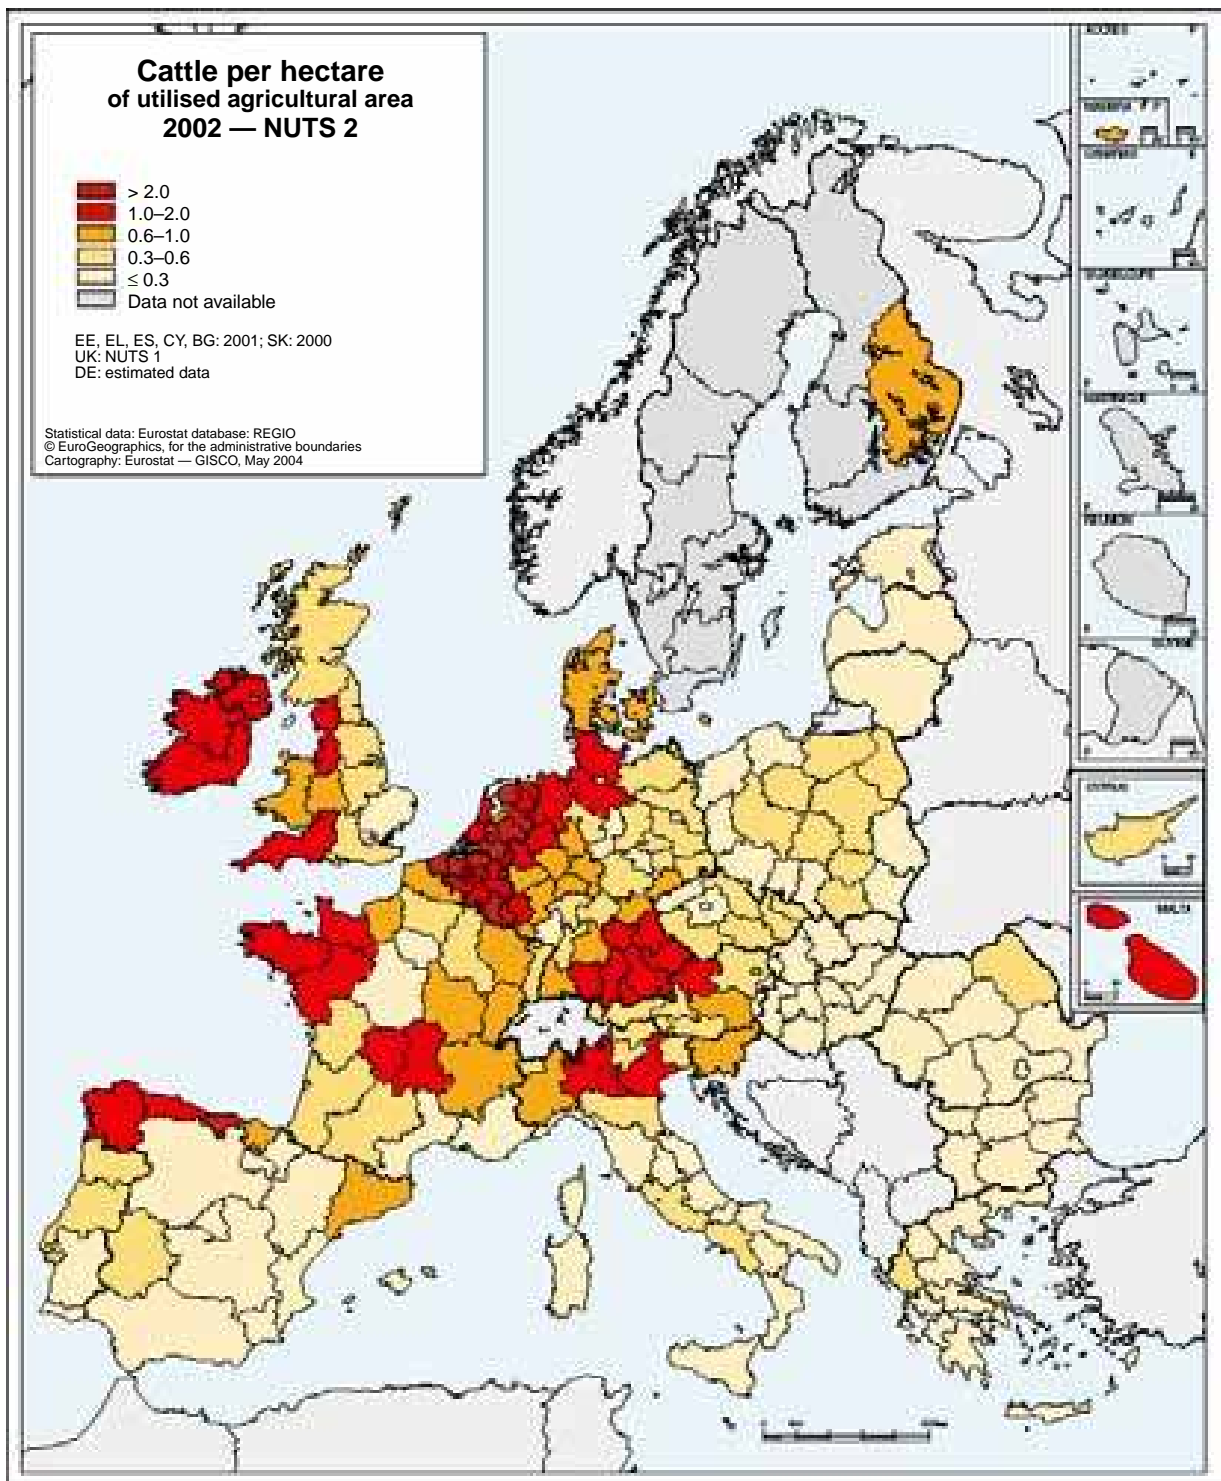 Cattle per hectare
of utilised agricultural area
2002 — NUTS 2
> 2.0
1.0–2.0
0.6–1.0
0.3–0.6
≤ 0.3
Data not available
EE, EL, ES, CY, BG: 2001; SK: 2000
UK: NUTS 1
DE: estimated data
Statistical data: Eurostat database: REGIO
© EuroGeographics, for the administrative boundaries
Cartography: Eurostat — GISCO, May 2004
GUADELOUPE
CYPRUS
MALTA